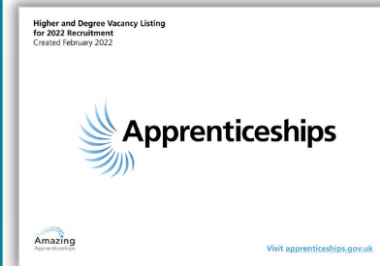 Higher and Degree Vacancy Listing
for 2022 Recruitment
Created February 2022
Apprenticeships
Amazing
Apprenticeships
Visit apprenticeships.gov.uk